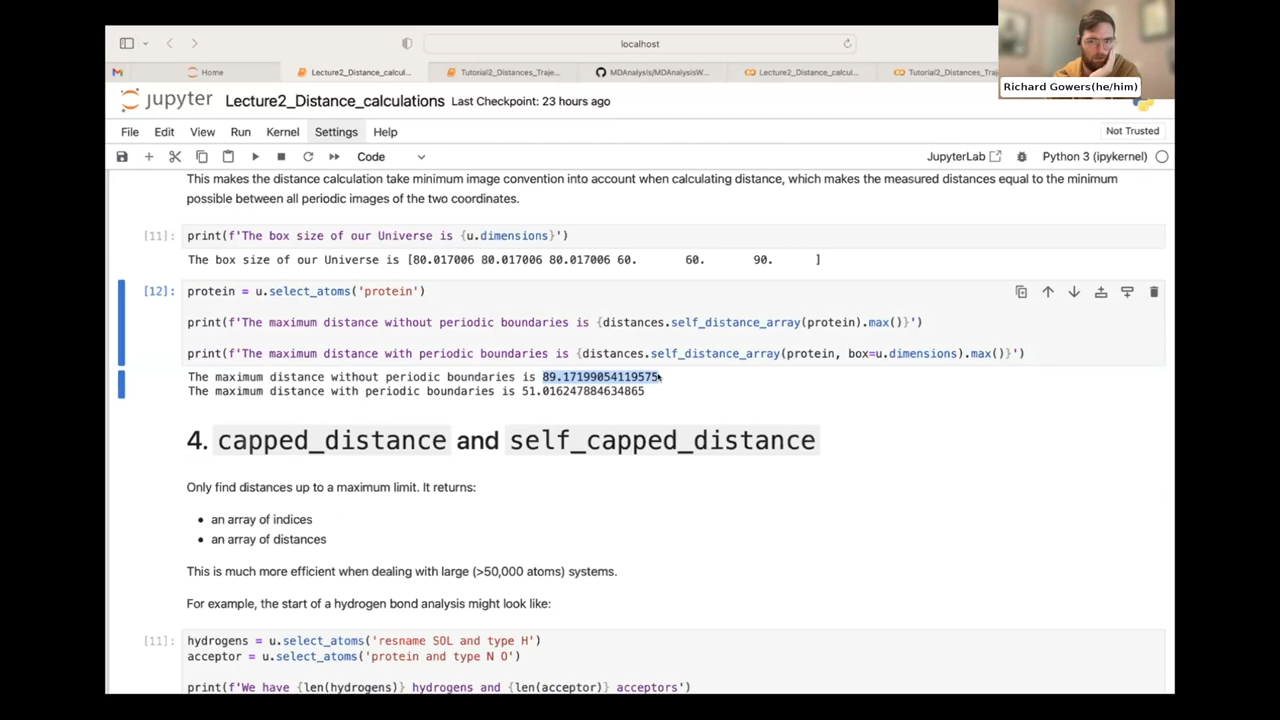 localhost
Home
Lecture2_Distance_calcul...
Tutorial2_Distances_Traje...
MDAnalysis/MDAnalysisW...
Lecture2_Distance_calcul...
Tutorial2_Distances_Traj
Richard Gowers(he/him)
jupyter Lecture2_Distance_calculations Last Checkpoint: 23 hours ago
File Edit View Run Kernel Settings Help
Not Trusted
Code
JupyterLab
Python 3 (ipykernel)
This makes the distance calculation take minimum image convention into account when calculating distance, which makes the measured distances equal to the minimum
possible between all periodic images of the two coordinates.
[11]: print(f'The box size of our Universe is {u.dimensions}')
The box size of our Universe is [80.017006 80.017006 80.017006 60. 60. 90. ]
[12]: protein = u.select_atoms('protein')
print(f'The maximum distance without periodic boundaries is {distances.self_distance_array(protein).max()}')
print(f'The maximum distance with periodic boundaries is {distances.self_distance_array(protein, box=u.dimensions).max()}')
The maximum distance without periodic boundaries is 89.17199054119575
The maximum distance with periodic boundaries is 51.016247884634865
4. capped_distance and self_capped_distance
Only find distances up to a maximum limit. It returns:
• an array of indices
• an array of distances
This is much more efficient when dealing with large (>50,000 atoms) systems.
For example, the start of a hydrogen bond analysis might look like:
[11]: hydrogens = u.select_atoms('resname SOL and type H')
acceptor = u.select_atoms('protein and type N O')
print(f'We have {len(hydrogens)} hydrogens and {len(acceptor)} acceptors')